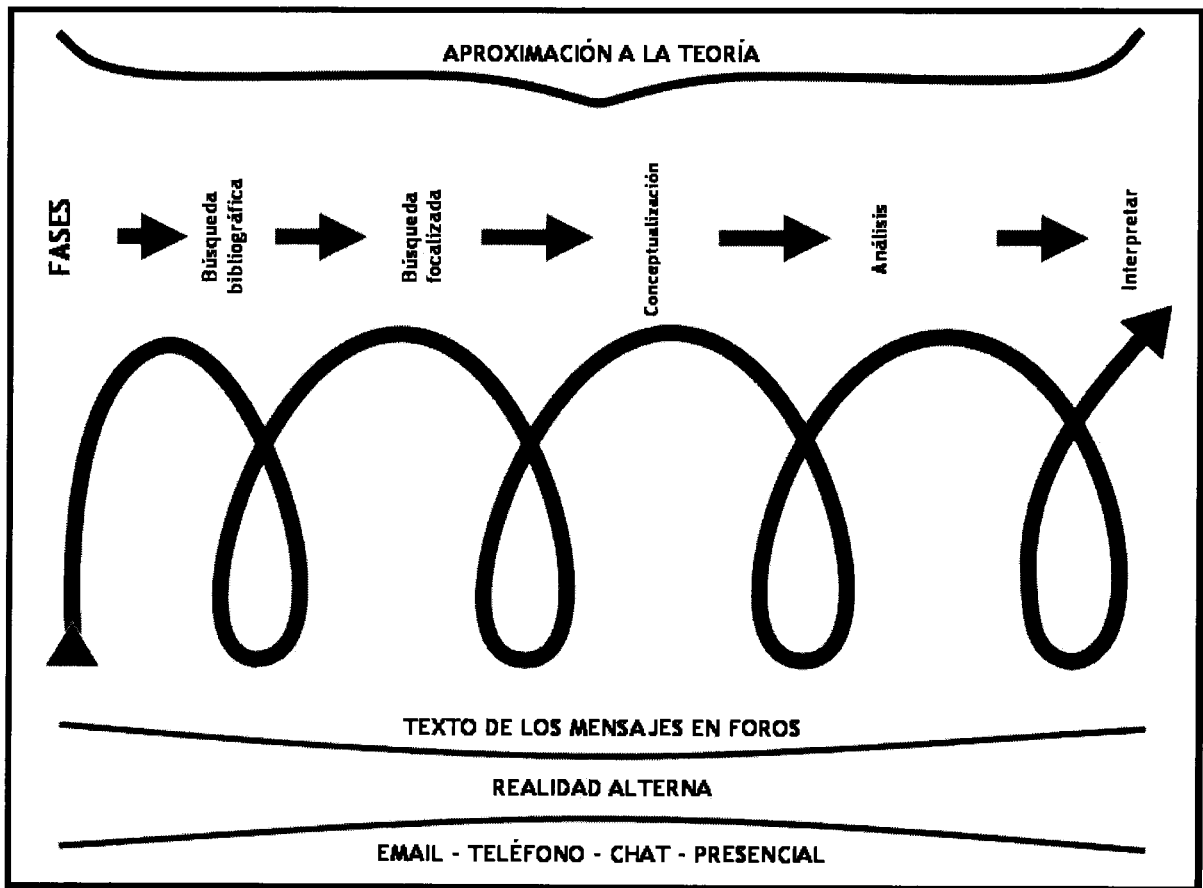 APROXIMACIÓN A LA TEORÍA
FASES
Búsqueda
bibliográfica
Búsqueda
focalizada
Conceptualización
Análisis
Interpretar
TEXTO DE LOS MENSAJES EN FOROS
REALIDAD ALTERNA
EMAIL - TELÉFONO - CHAT - PRESENCIAL